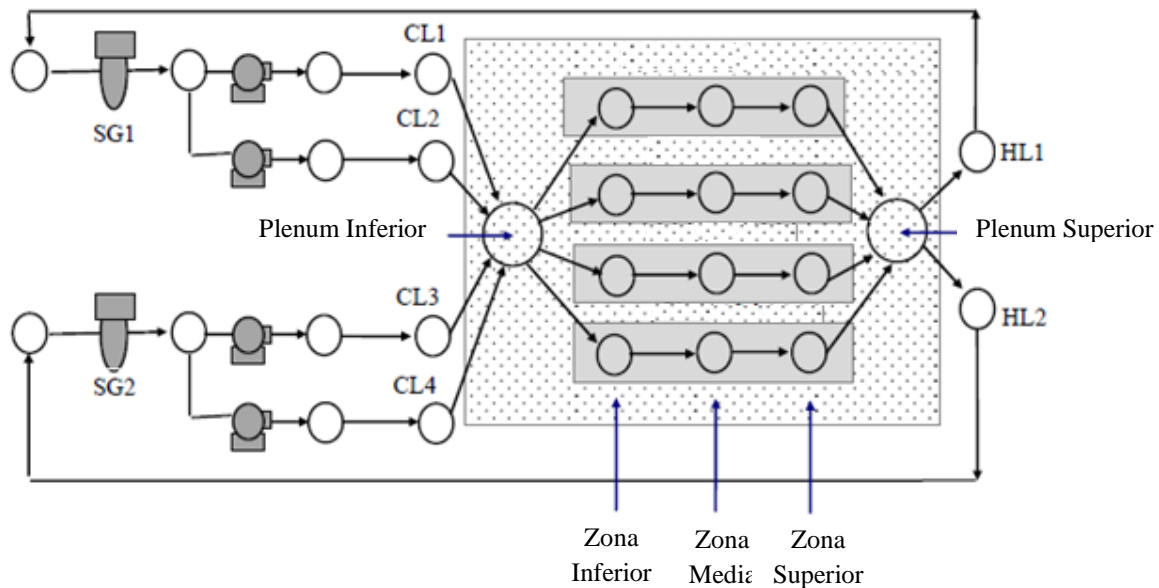 CL1
SG1
CL2
HL1
Plenum Inferior
Plenum Superior
CL3
HL2
SG2
CL4
Zona
Inferior
Zona
Media
Zona
Superior